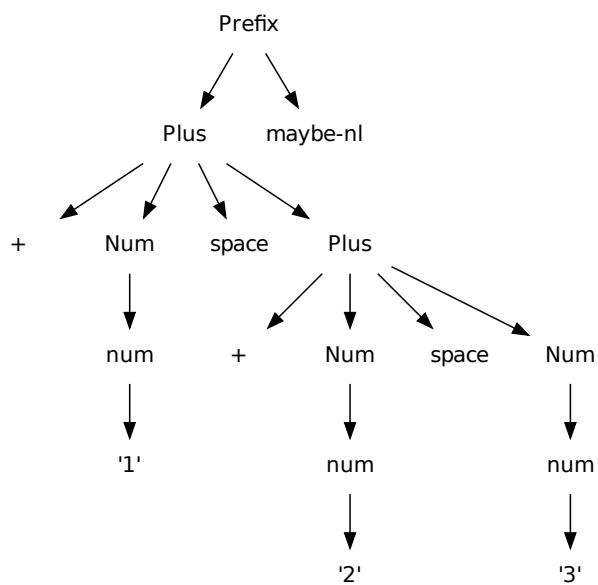 Prefix
Plus maybe-nl
+ Num space Plus
num + Num space Num
'1' num num
'2' '3'